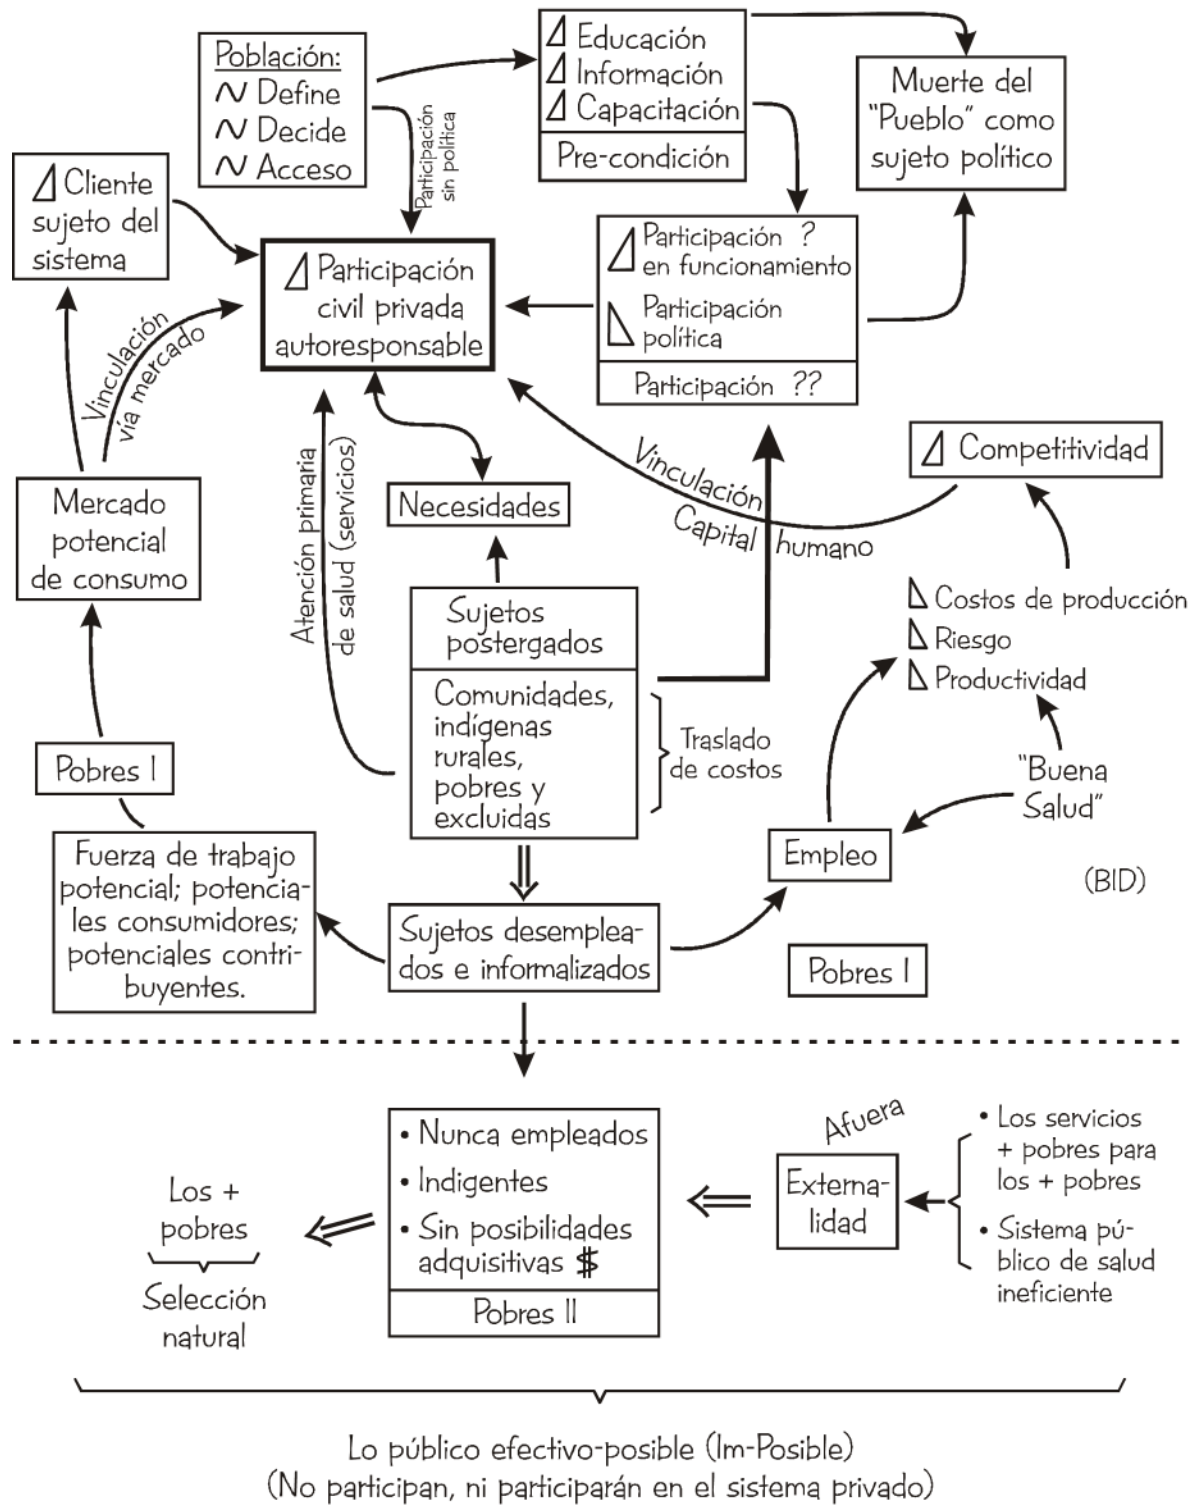 Población:
~ Define
~ Decide
~ Acceso
Educación
Información
Capacitación
Pre-condición
Muerte del
"Pueblo" como
sujeto político
Participación
sin política
Cliente
sujeto del
sistema
Participación
civil privada
autoresponsable
Participación ?
en funcionamiento
Participación
política
Participación ??
Vinculación
vía mercado
Atención primaria
de salud (servicios)
Necesidades
Vinculación
Capital humano
Competitividad
Mercado
potencial
de consumo
Sujetos
postergados
Comunidades,
indígenas
rurales,
pobres y
excluidas
Traslado
de costos
Costos de producción
Riesgo
Productividad
"Buena
Salud"
Empleo
(BID)
Pobres I
Pobres I
Fuerza de trabajo
potencial; potencia-
les consumidores;
potenciales contri-
buyentes.
Sujetos desemplea-
dos e informalizados
• Nunca empleados
• Indigentes
• Sin posibilidades
adquisitivas $
Pobres II
Afuera
Externa-
lidad
• Los servicios
+ pobres para
los + pobres
• Sistema pú-
blico de salud
ineficiente
Los +
pobres
Selección
natural
Lo público efectivo-posible (Im-Posible)
(No participan, ni participarán en el sistema privado)